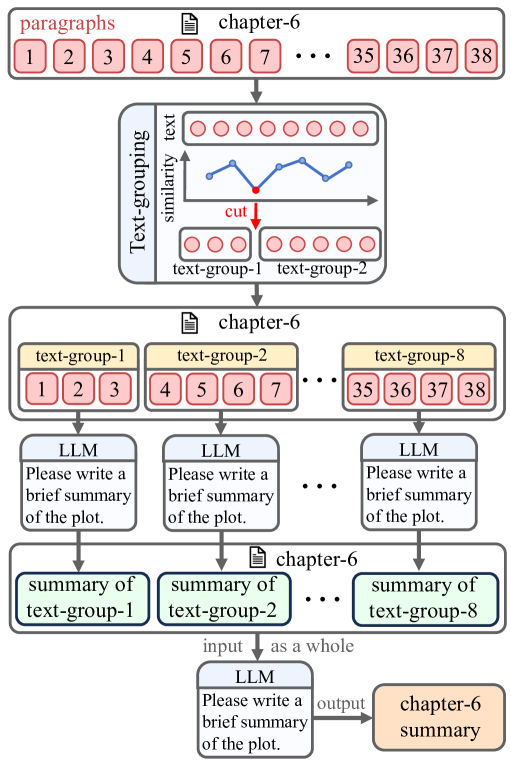 paragraphs chapter-6
1 2 3 4 5 6 7 ... 35 36 37 38
Text-grouping
text
similarity
cut
text-group-1 text-group-2
chapter-6
text-group-1 text-group-2 text-group-8
1 2 3 4 5 6 7 ... 35 36 37 38
LLM LLM LLM
Please write a
brief summary
of the plot.
Please write a
brief summary
of the plot.
...
Please write a
brief summary
of the plot.
chapter-6
summary of
text-group-1
summary of
text-group-2
...
summary of
text-group-8
input as a whole
LLM
Please write a
brief summary
of the plot.
output
chapter-6
summary